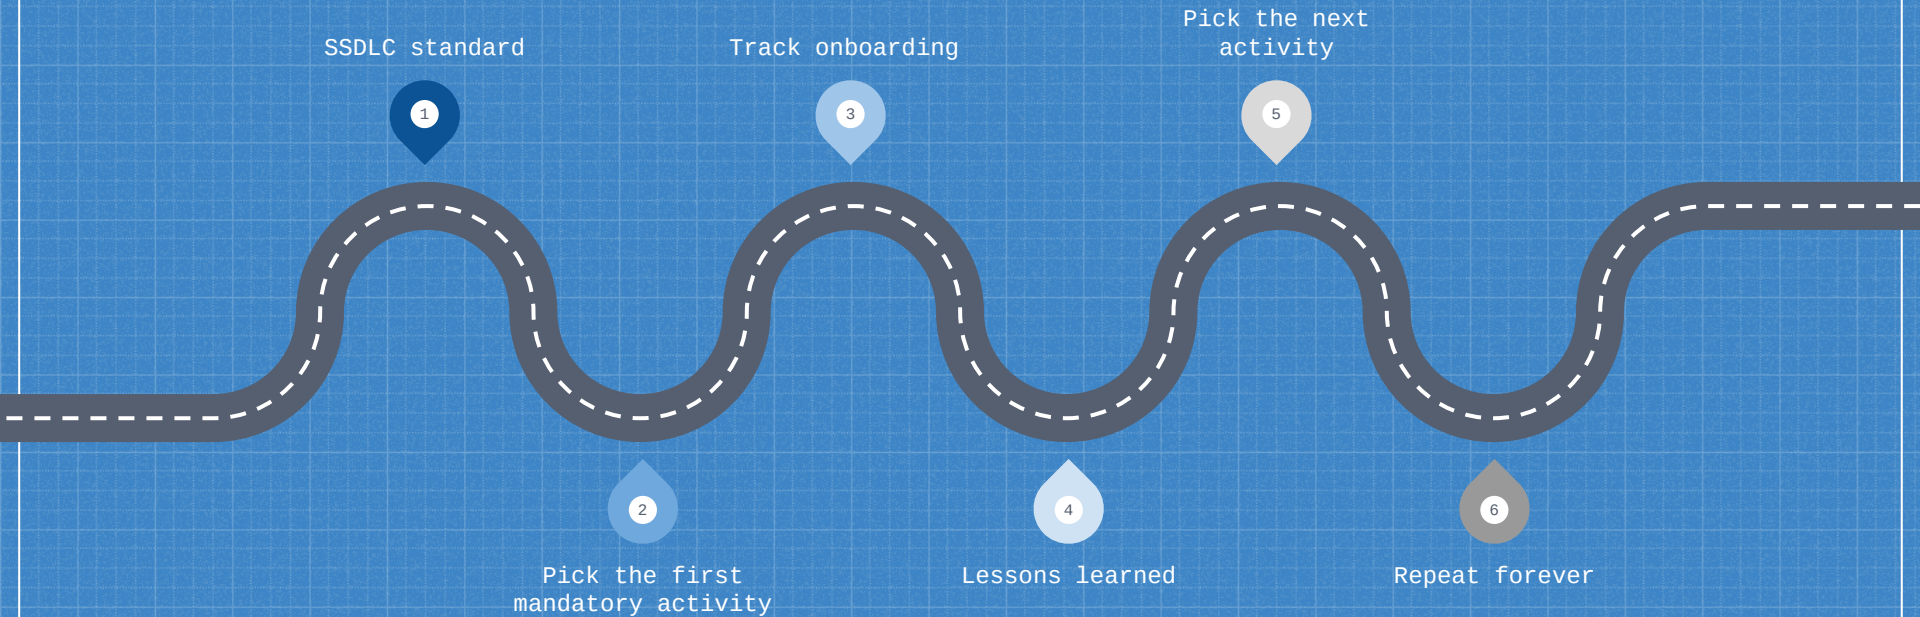 SSDLC standard
1
Pick the first
mandatory activity
2
Track onboarding
3
Lessons learned
4
Pick the next
activity
5
Repeat forever
6